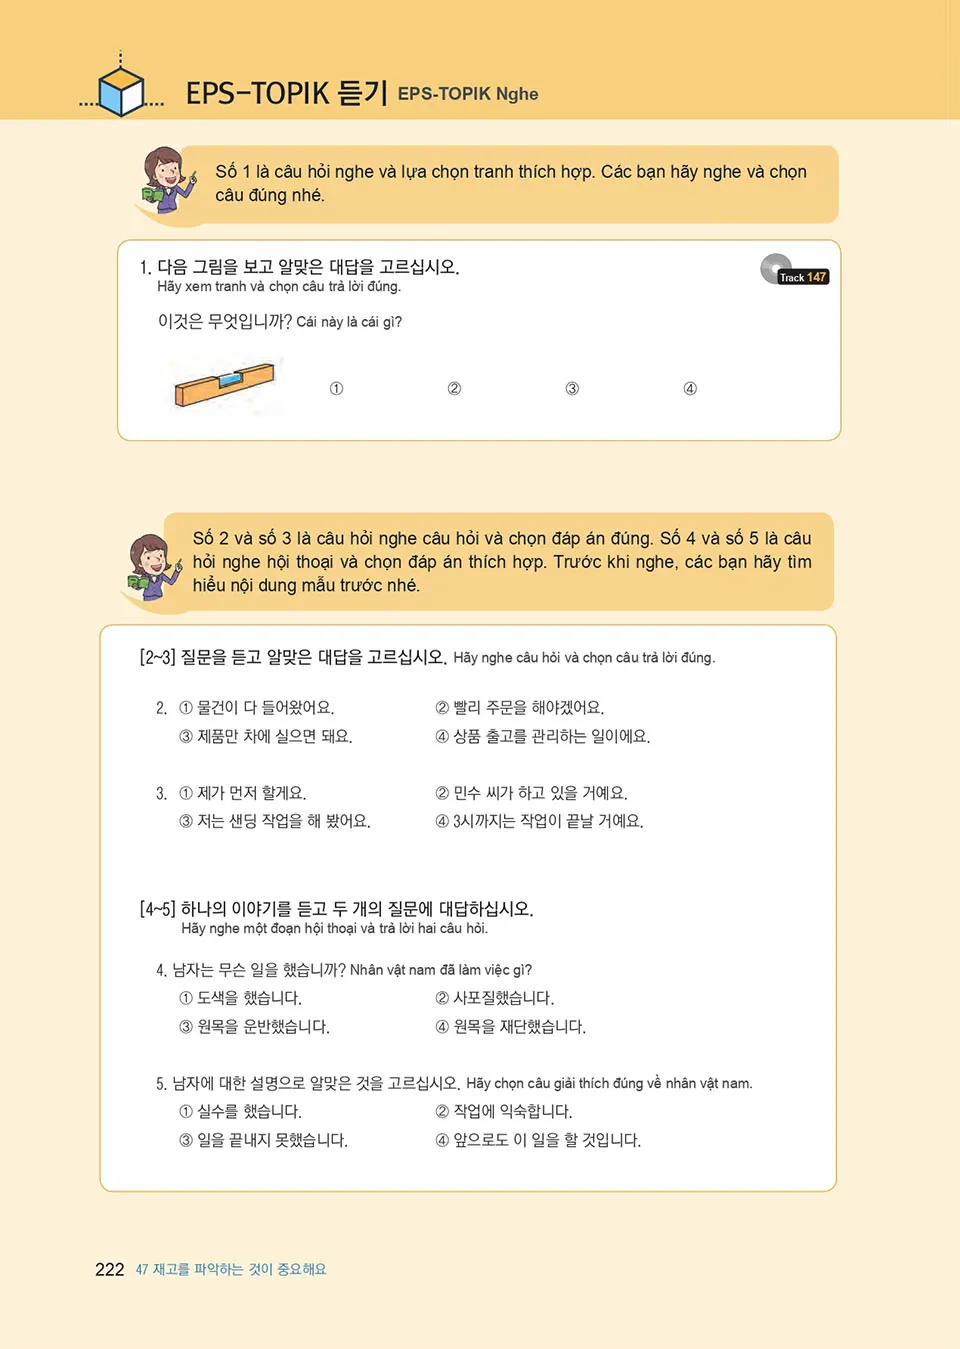 EPS-TOPIK 듣기 EPS-TOPIK Nghe
Số 1 là câu hỏi nghe và lựa chọn tranh thích hợp. Các bạn hãy nghe và chọn
câu đúng nhé.
1. 다음 그림을 보고 알맞은 대답을 고르십시오.
Hãy xem tranh và chọn câu trả lời đúng.
Track 147
이것은 무엇입니까? Cái này là cái gì?
① ② ③ ④
Số 2 và số 3 là câu hỏi nghe câu hỏi và chọn đáp án đúng. Số 4 và số 5 là câu
hỏi nghe hội thoại và chọn đáp án thích hợp. Trước khi nghe, các bạn hãy tìm
hiểu nội dung mẫu trước nhé.
[2~3] 질문을 듣고 알맞은 대답을 고르십시오. Hãy nghe câu hỏi và chọn câu trả lời đúng.
2. ① 물건이 다 들어왔어요. ② 빨리 주문을 해야겠어요.
③ 제품만 차에 실으면 돼요. ④ 상품 출고를 관리하는 일이에요.
3. ① 제가 먼저 할게요. ② 민수 씨가 하고 있을 거예요.
③ 저는 샌딩 작업을 해 봤어요. ④ 3시까지는 작업이 끝날 거예요.
[4~5] 하나의 이야기를 듣고 두 개의 질문에 대답하십시오.
Hãy nghe một đoạn hội thoại và trả lời hai câu hỏi.
4. 남자는 무슨 일을 했습니까? Nhân vật nam đã làm việc gì?
① 도색을 했습니다. ② 사포질했습니다.
③ 원목을 운반했습니다. ④ 원목을 재단했습니다.
5. 남자에 대한 설명으로 알맞은 것을 고르십시오. Hãy chọn câu giải thích đúng về nhân vật nam.
① 실수를 했습니다. ② 작업에 익숙합니다.
③ 일을 끝내지 못했습니다. ④ 앞으로도 이 일을 할 것입니다.
222 47 재고를 파악하는 것이 중요해요